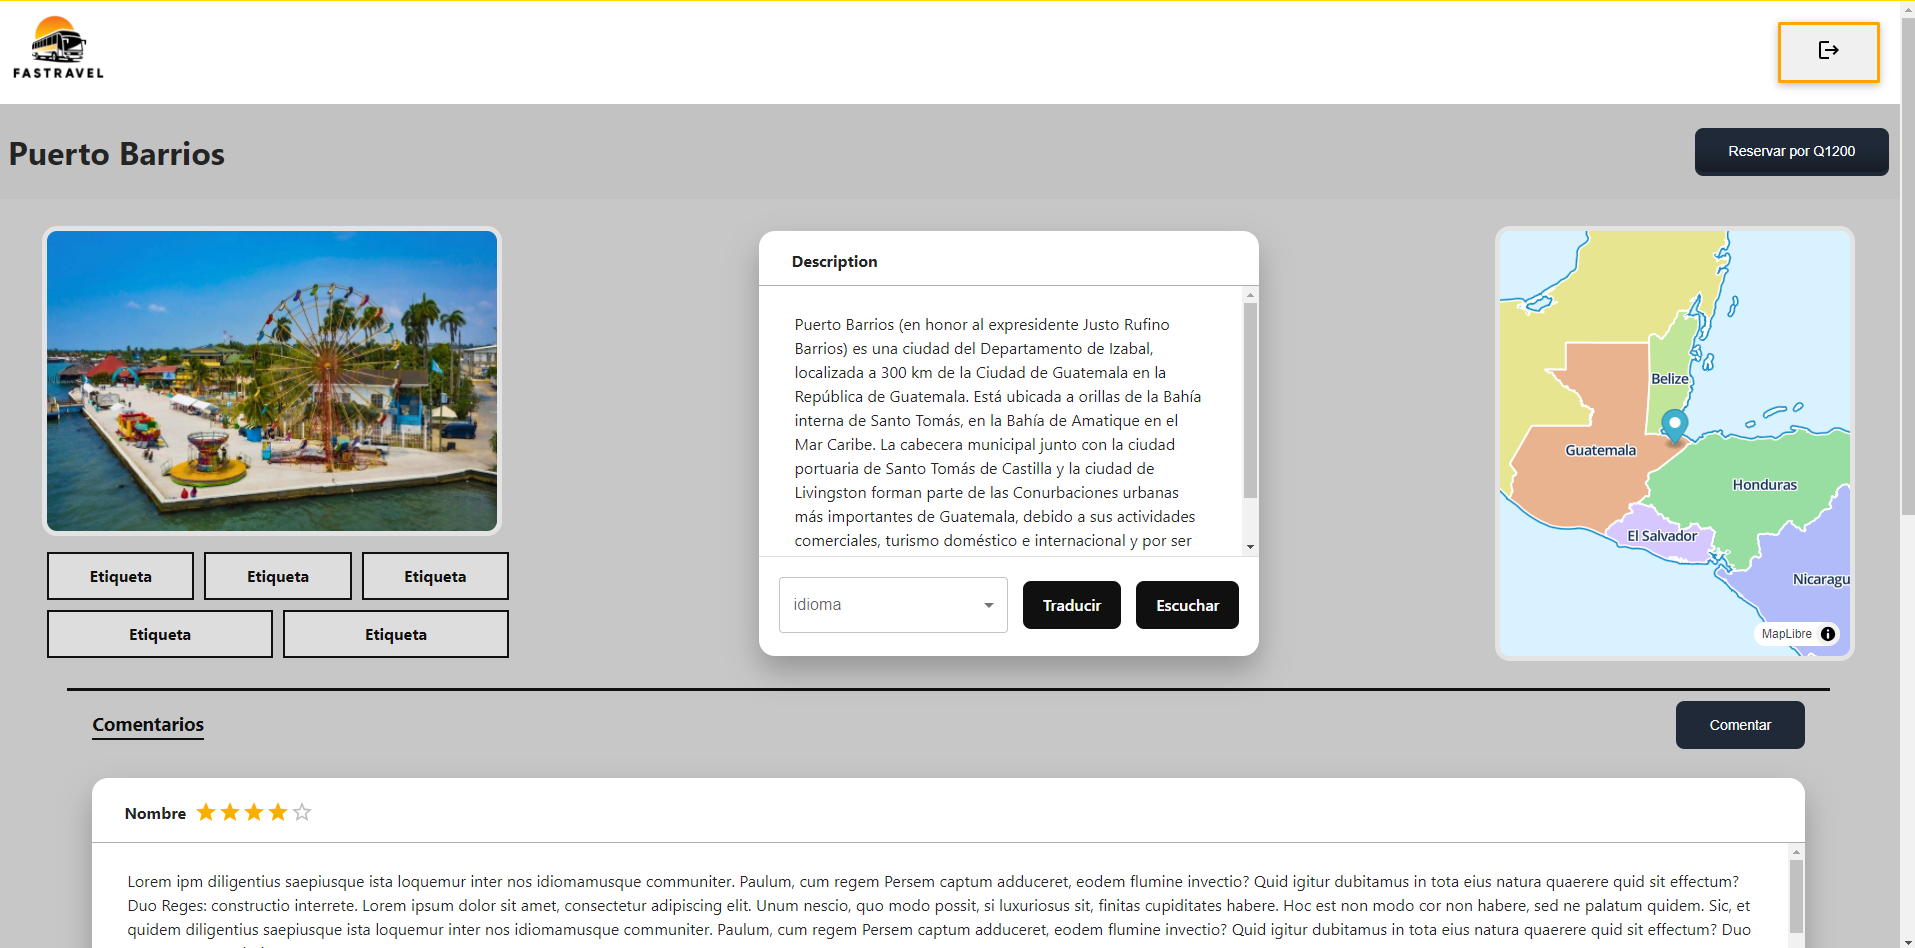 FASTRAVEL
Puerto Barrios
Reservar por Q1200
Description
Puerto Barrios (en honor al expresidente Justo Rufino
Barrios) es una ciudad del Departamento de Izabal,
localizada a 300 km de la Ciudad de Guatemala en la
República de Guatemala. Está ubicada a orillas de la Bahía
interna de Santo Tomás, en la Bahía de Amatique en el
Mar Caribe. La cabecera municipal junto con la ciudad
portuaria de Santo Tomás de Castilla y la ciudad de
Livingston forman parte de las Conurbaciones urbanas
más importantes de Guatemala, debido a sus actividades
comerciales, turismo doméstico e internacional y por ser
idioma
Traducir
Escuchar
Belize
Guatemala
Honduras
El Salvador
Nicaragu
MapLibre
Etiqueta
Etiqueta
Etiqueta
Etiqueta
Etiqueta
Comentarios
Comentar
Nombre
Lorem ipm diligentius saepiusque ista loquemur inter nos idiomamusque communiter. Paulum, cum regem Persem captum adduceret, eodem flumine invectio? Quid igitur dubitamus in tota eius natura quaerere quid sit effectum?
Duo Reges: constructio interrete. Lorem ipsum dolor sit amet, consectetur adipiscing elit. Unum nescio, quo modo possit, si luxuriosus sit, finitas cupiditates habere. Hoc est non modo cor non habere, sed ne palatum quidem. Sic, et
quidem diligentius saepiusque ista loquemur inter nos idiomamusque communiter. Paulum, cum regem Persem captum adduceret, eodem flumine invectio? Quid igitur dubitamus in tota eius natura quaerere quid sit effectum? Duo